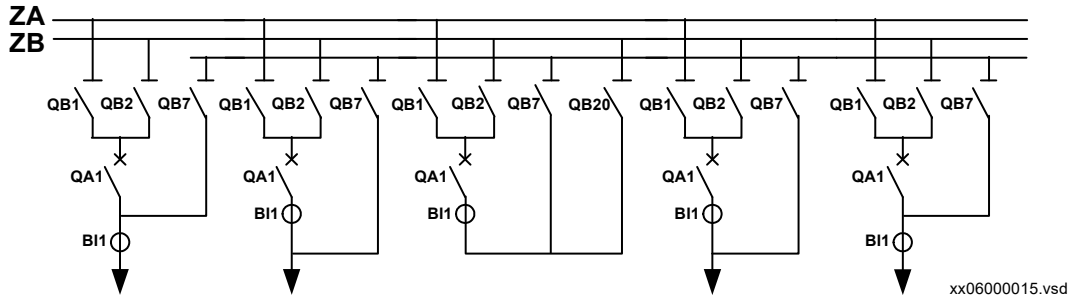 ZA
ZB
QB1 QB2 QB7 QB1 QB2 QB7 QB1 QB2 QB7 QB20 QB1 QB2 QB7 QB1 QB2 QB7
QA1 QA1 QA1 QA1 QA1
BI1 BI1 BI1
BI1 BI1
xx06000015.vsd